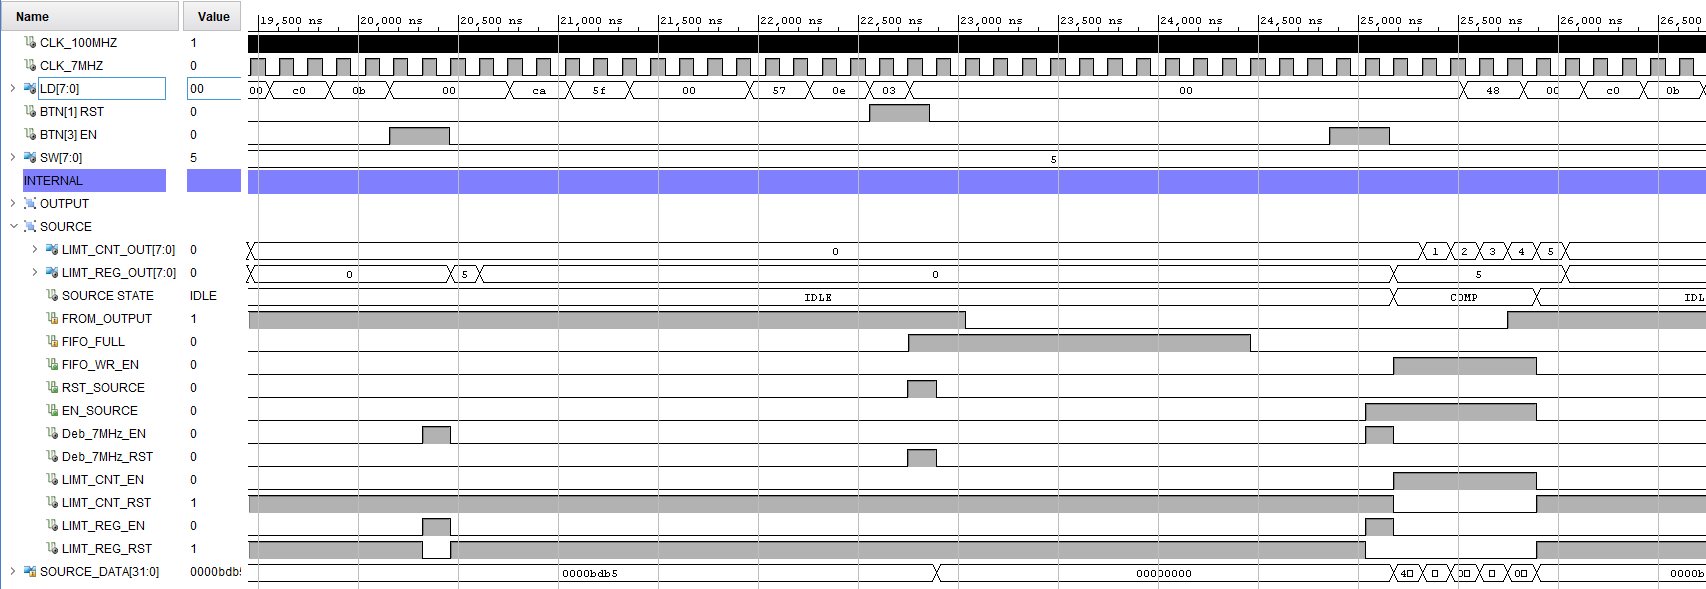 Name Value 19,500 ns 20,000 ns 20,500 ns 21,000 ns 21,500 ns 22,000 ns 22,500 ns 23,000 ns 23,500 ns 24,000 ns 24,500 ns 25,000 ns 25,500 ns 26,000 ns 26,500
CLK_100MHZ 1
CLK_7MHZ 0
LD[7:0] 00 00 c0 0b 00 ca 5f 00 57 0e 03 00 48 00 c0 0b
BTN[1] RST 0
BTN[3] EN 0
SW[7:0] 5 5
INTERNAL
OUTPUT
SOURCE
LIMT_CNT_OUT[7:0] 0 0 1 2 3 4 5
LIMT_REG_OUT[7:0] 0 0 5 0 5
SOURCE STATE IDLE IDLE COMP IDL
FROM_OUTPUT 1
FIFO_FULL 0
FIFO_WR_EN 0
RST_SOURCE 0
EN_SOURCE 0
Deb_7MHz_EN 0
Deb_7MHz_RST 0
LIMT_CNT_EN 0
LIMT_CNT_RST 1
LIMT_REG_EN 0
LIMT_REG_RST 1
SOURCE_DATA[31:0] 0000bdb5 0000bdb5 00000000 0000b